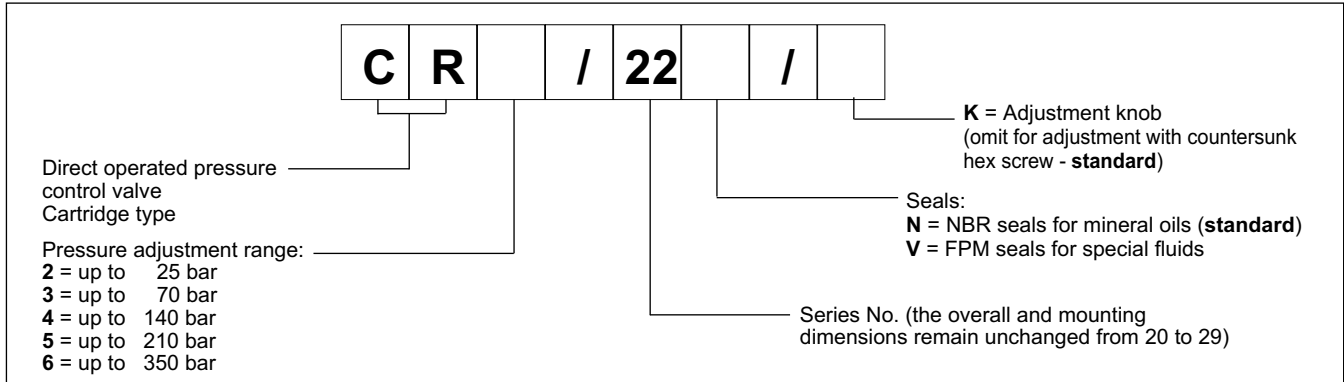 C R / 22 /
K = Adjustment knob
(omit for adjustment with countersunk
hex screw - standard)
Direct operated pressure
control valve
Cartridge type
Seals:
N = NBR seals for mineral oils (standard)
V = FPM seals for special fluids
Pressure adjustment range:
2 = up to 25 bar
3 = up to 70 bar
4 = up to 140 bar
5 = up to 210 bar
6 = up to 350 bar
Series No. (the overall and mounting
dimensions remain unchanged from 20 to 29)